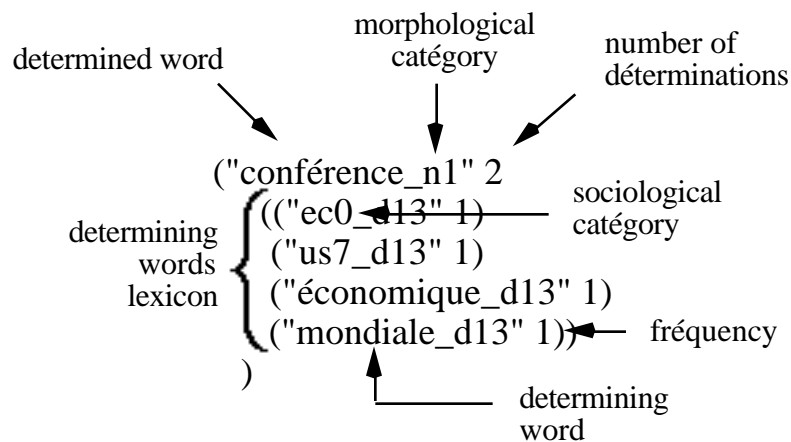 morphological
catégory
number of
déterminations
determined word
("conférence_n1" 2
(("ec0_d13" 1)
("us7_d13" 1)
("économique_d13" 1)
("mondiale_d13" 1))
)
sociological
catégory
determining
words
lexicon
fréquency
determining
word